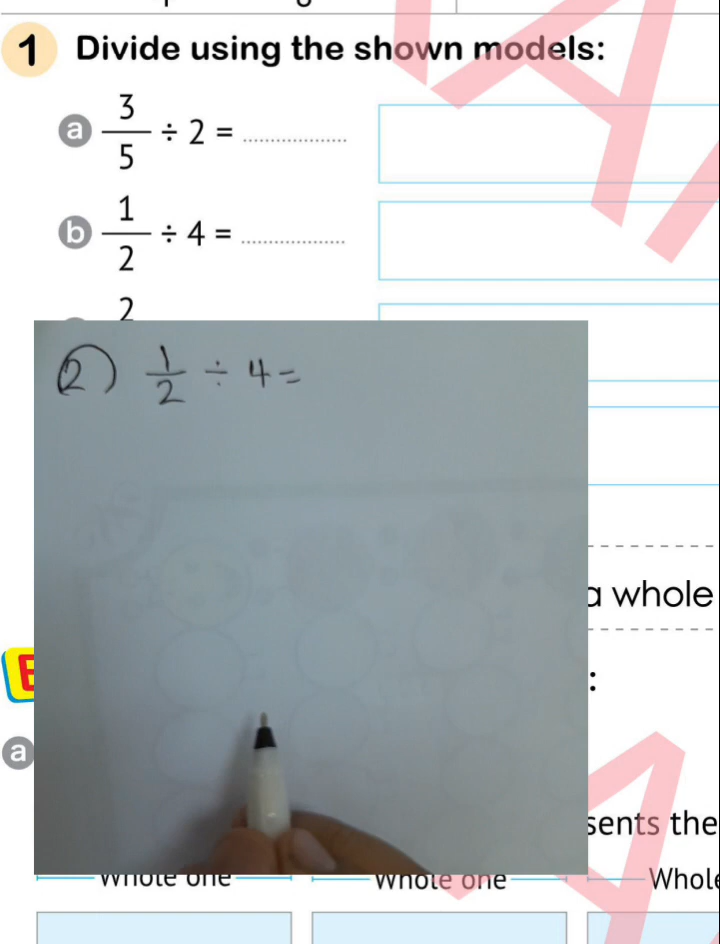 1 Divide using the shown models:
a 3/5 ÷ 2 = ....................
b 1/2 ÷ 4 = ....................
2
2) 1/2 ÷ 4 =
a whole
:
a
sents the
Whole one Whole one Whole